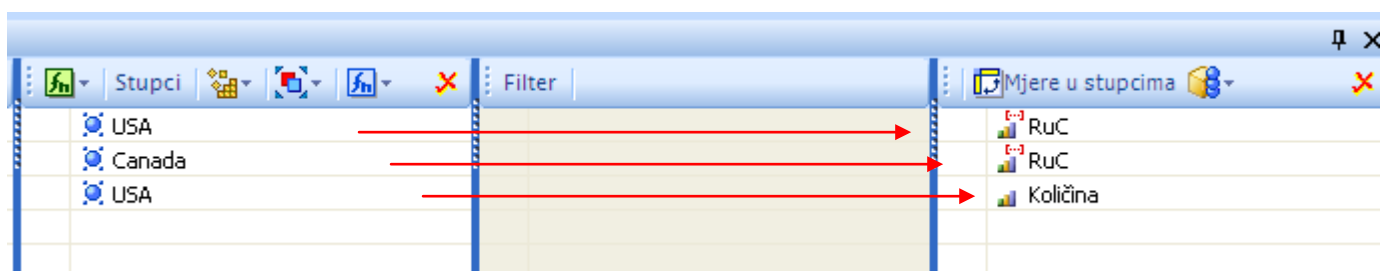 Stupci Filter Mjere u stupcima
USA RuC
Canada RuC
USA Količina